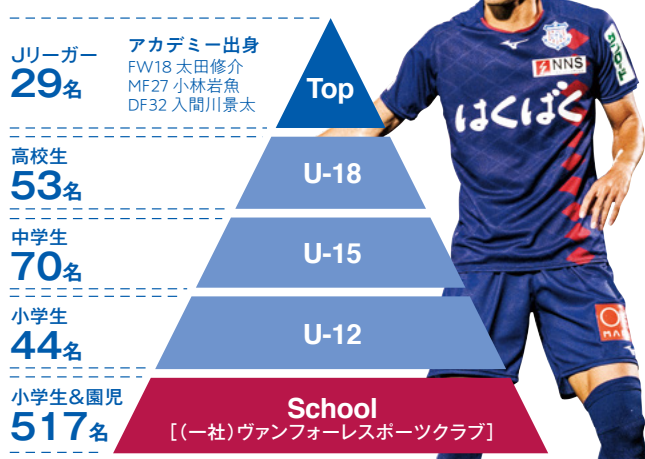 Jリーガー
29名
アカデミー出身
FW18 太田修介
MF27 小林岩魚
DF32 入間川景太
Top
高校生
53名
U-18
中学生
70名
U-15
小学生
44名
U-12
小学生&園児
517名
School
[(一社)ヴァンフォーレスポーツクラブ]
NNS
はくばく